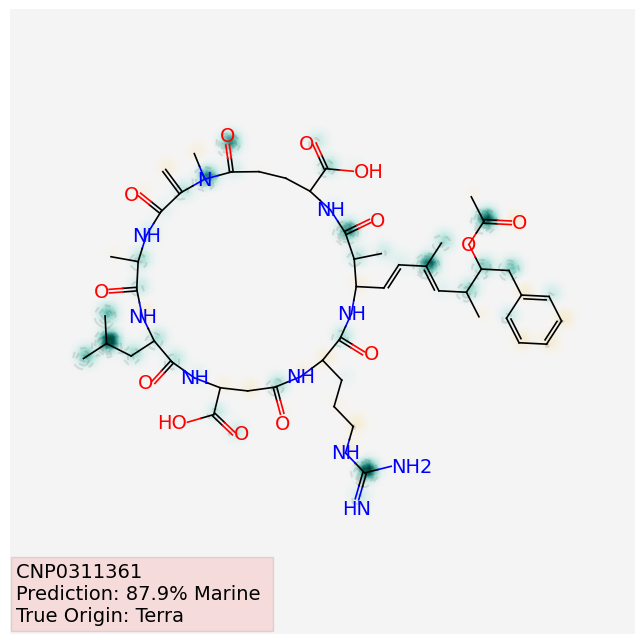 O
O
OH
O
N
O
NH
O
O
NH
O
NH
O
NH
NH
O
O
NH
NH
O
HO
O
O
NH
NH2
HN
CNP0311361
Prediction: 87.9% Marine
True Origin: Terra